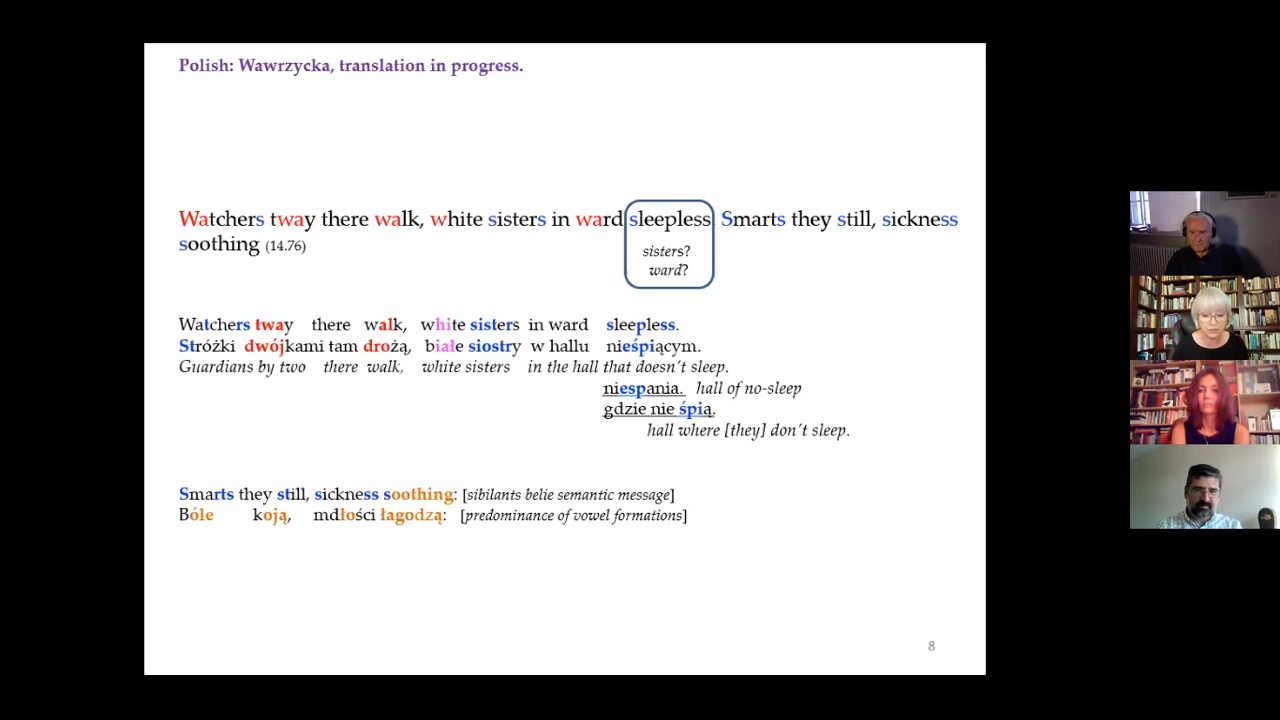 Polish: Wawrzycka, translation in progress.
Watchers tway there walk, white sisters in ward sleepless. Smarts they still, sickness
sisters?
soothing (14.76)
ward?
Watchers tway there walk, white sisters in ward sleepless.
Stróżki dwójkami tam drożą, białe siostry w hallu nieśpiącym.
Guardians by two there walk, white sisters in the hall that doesn't sleep.
niespania. hall of no-sleep
gdzie nie śpią.
hall where [they] don't sleep.
Smarts they still, sickness soothing: [sibilants belie semantic message]
Bóle koją, mdłości łagodzą: [predominance of vowel formations]
8